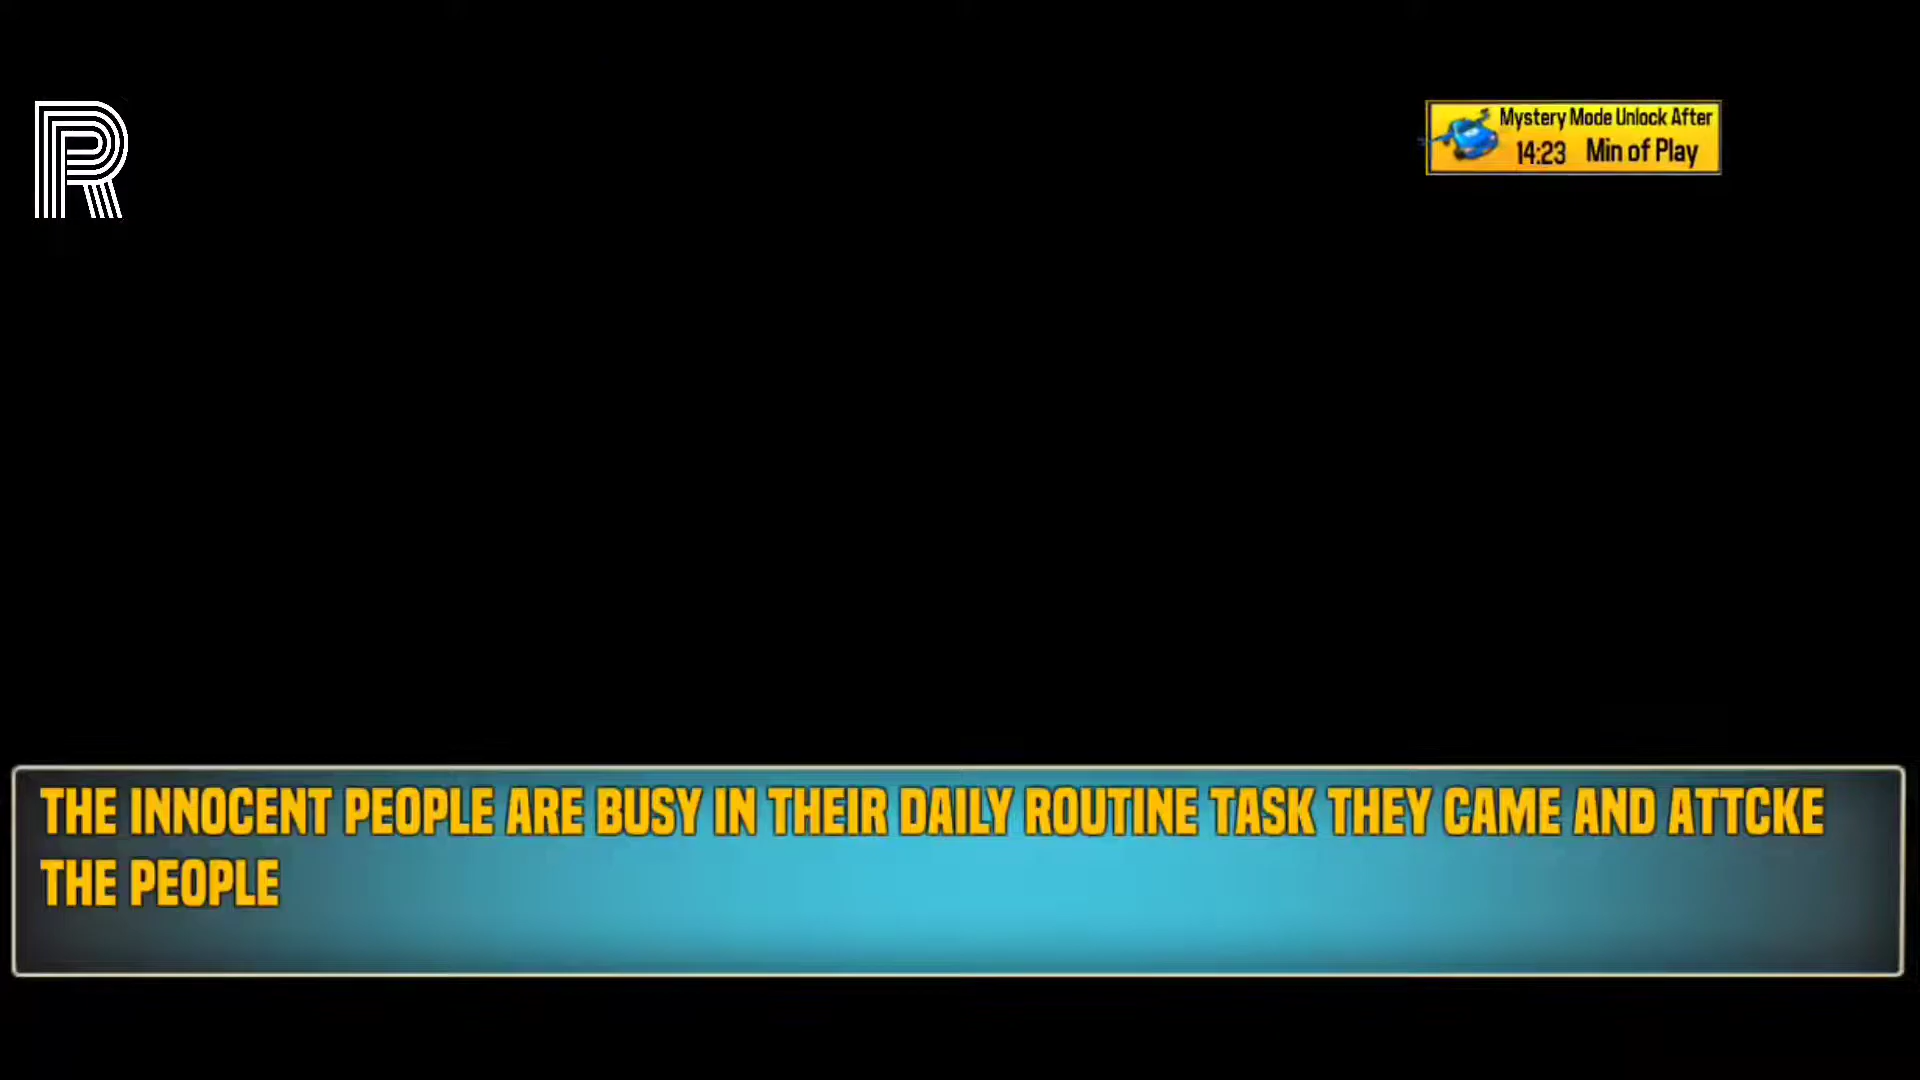 R
Mystery Mode Unlock After
14:23 Min of Play
THE INNOCENT PEOPLE ARE BUSY IN THEIR DAILY ROUTINE TASK THEY CAME AND ATTCKE
THE PEOPLE